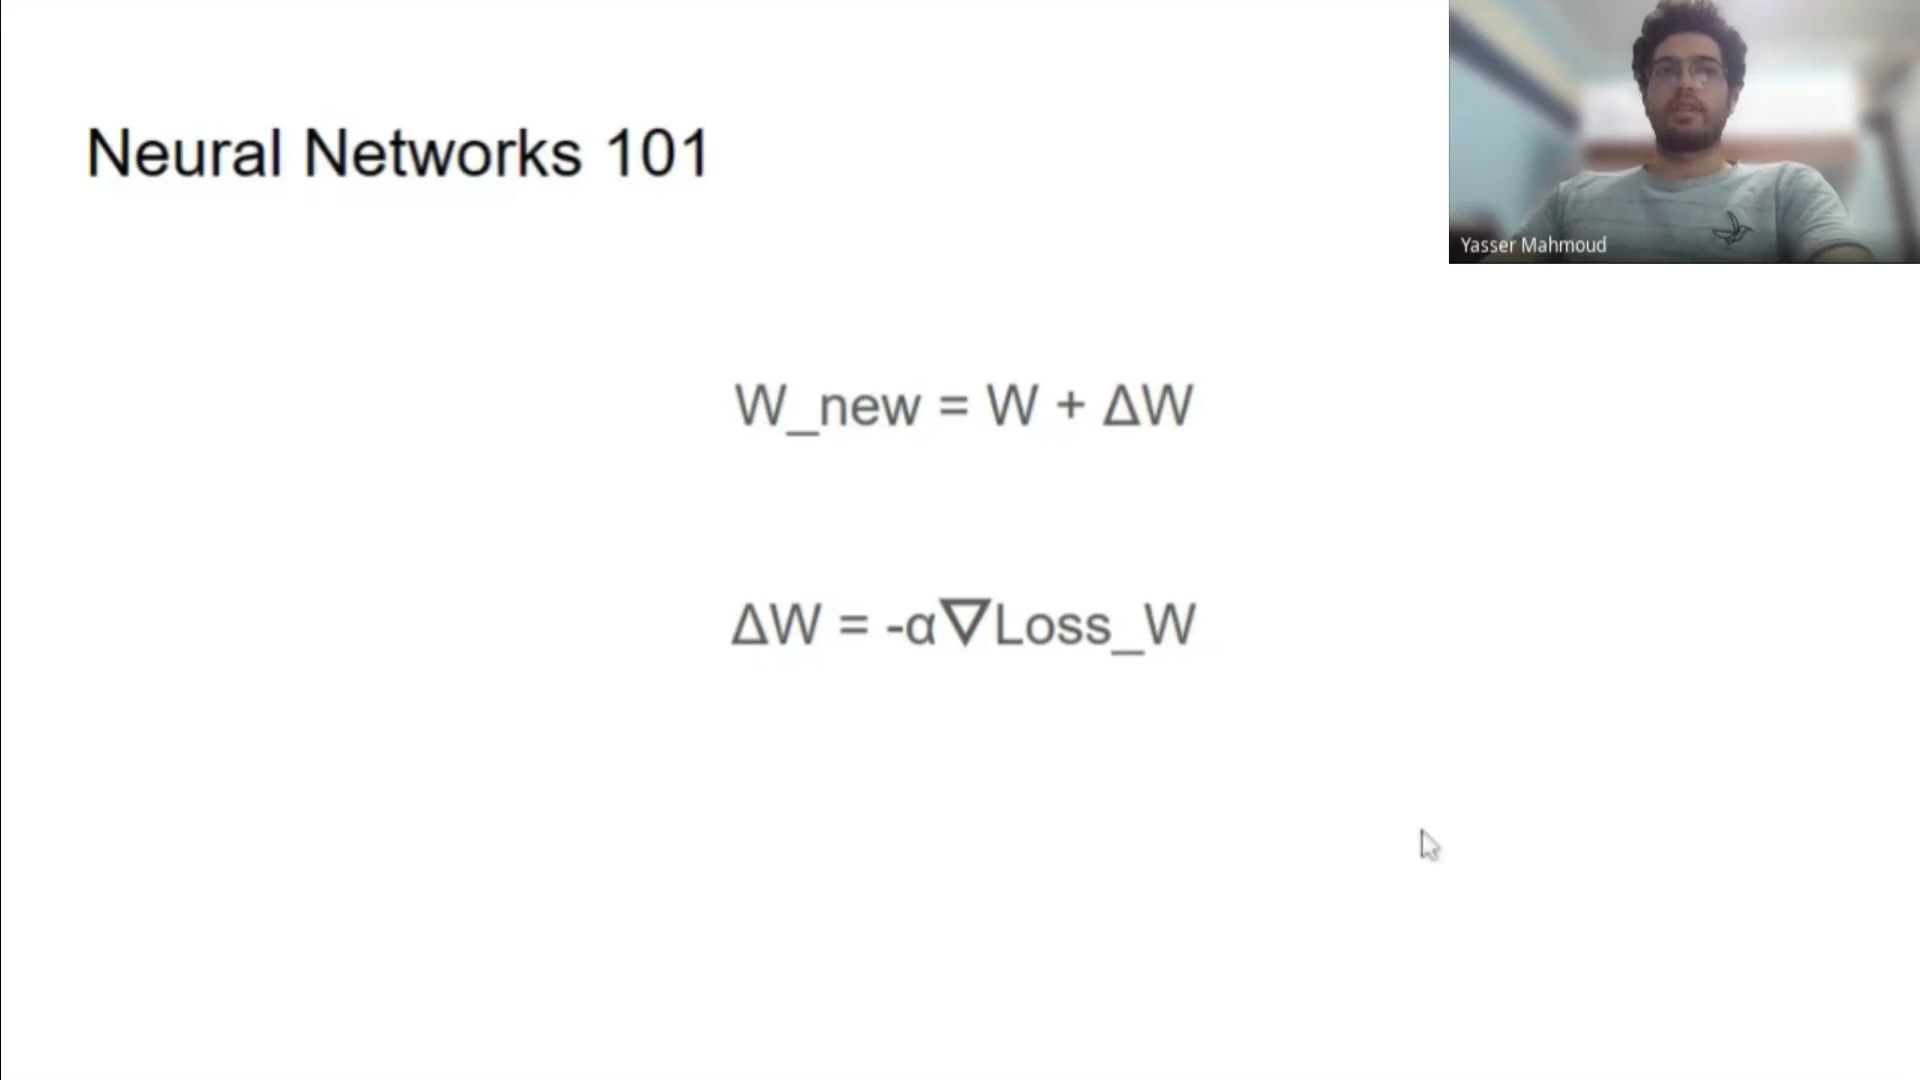 Neural Networks 101
Yasser Mahmoud
W_new = W + ΔW
ΔW = -α∇Loss_W